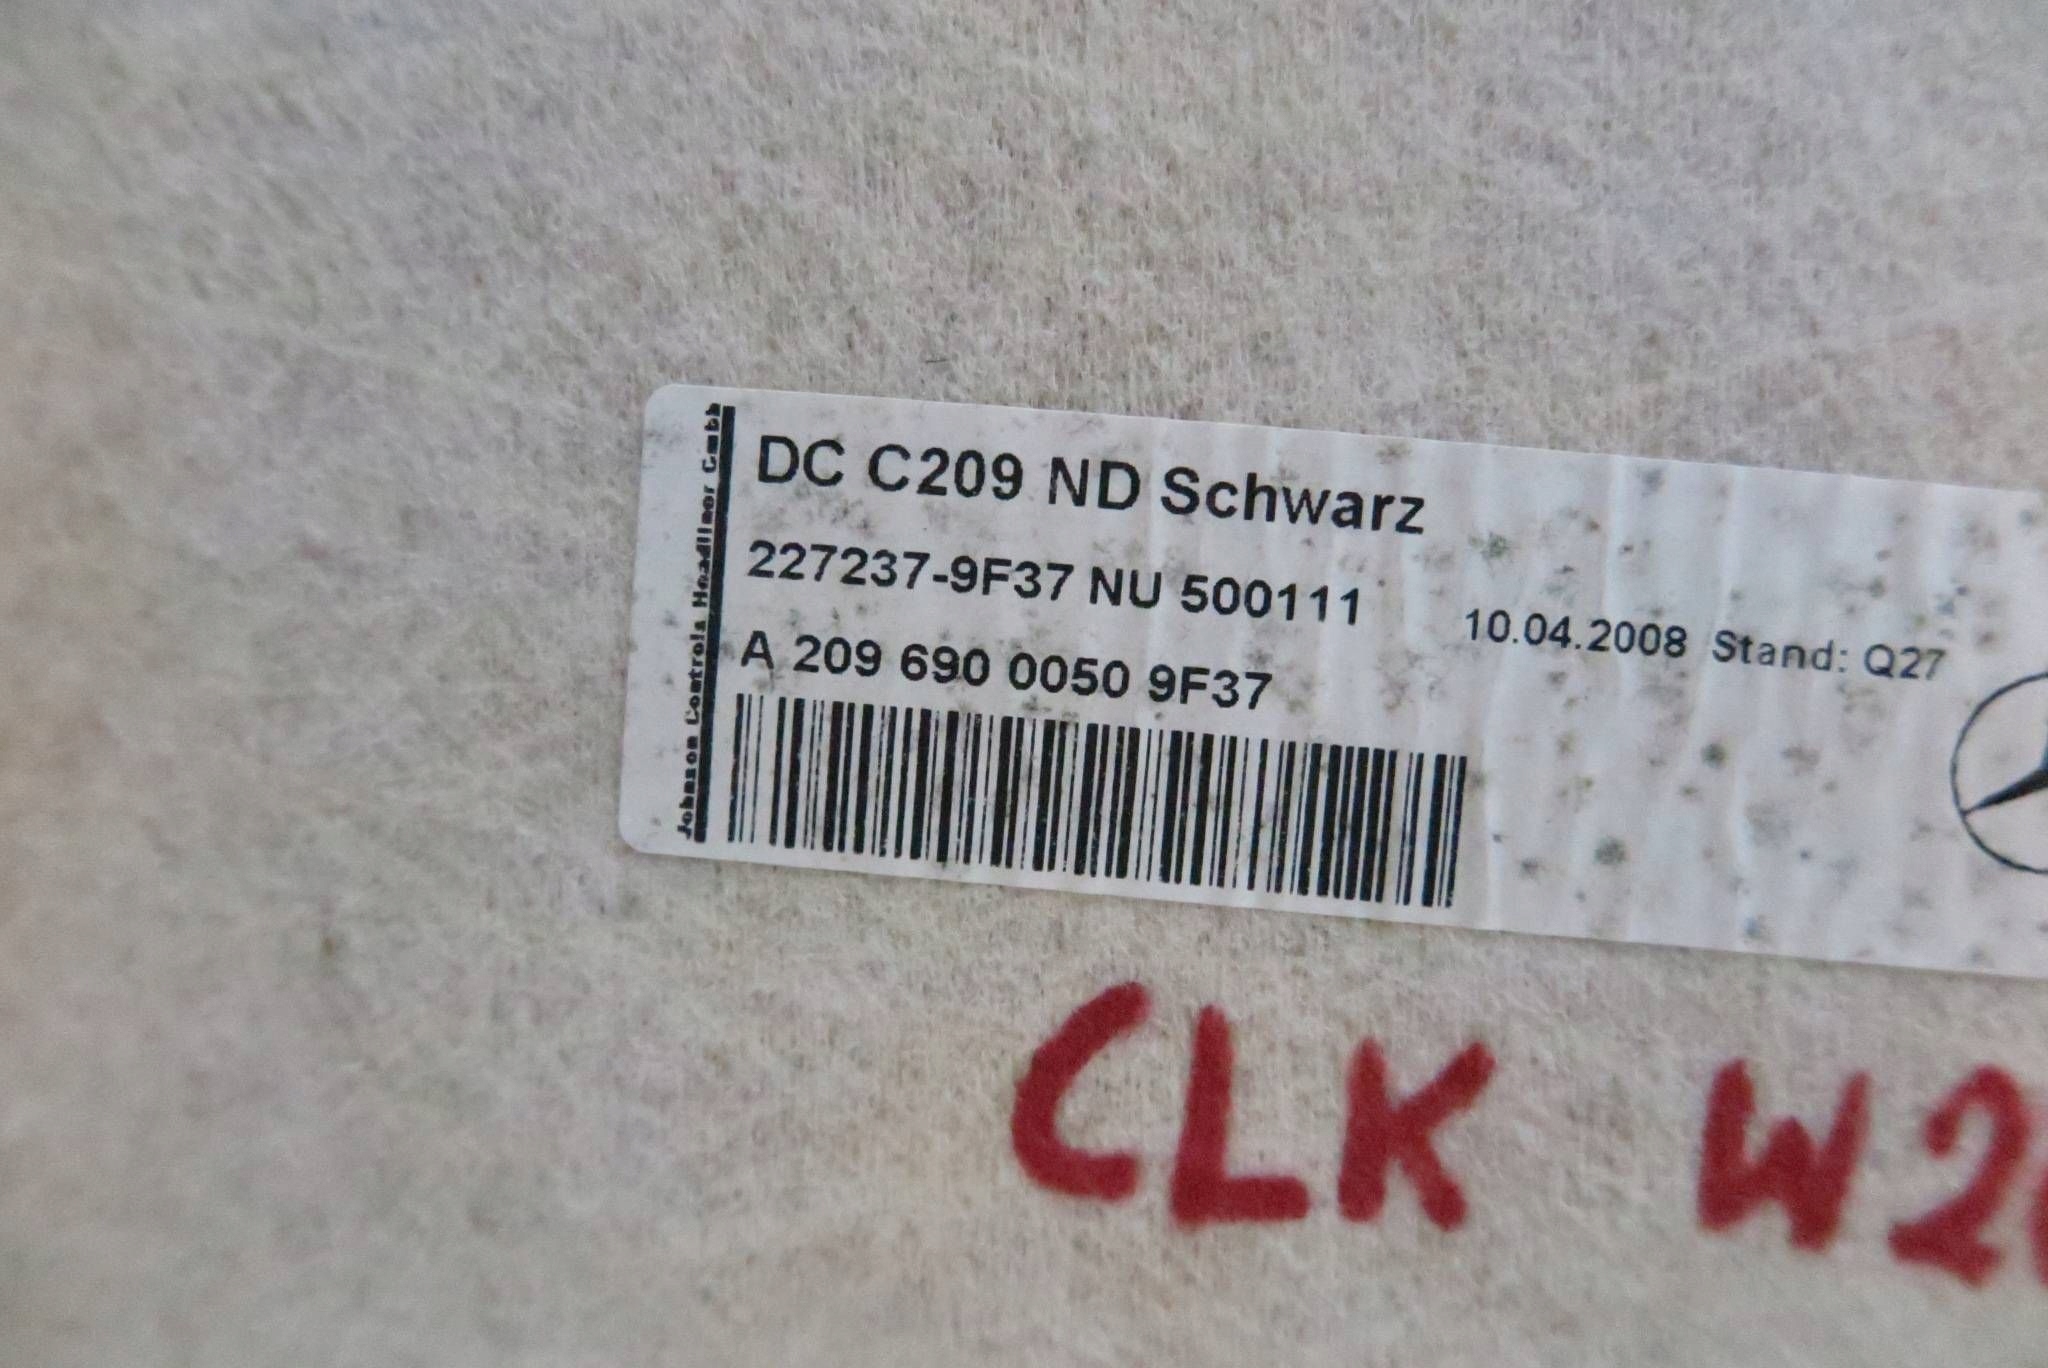 Johnson Controls Headliner Gmbh
DC C209 ND Schwarz
227237-9F37 NU 500111
10.04.2008 Stand: Q27
A 209 690 0050 9F37
CLK W20